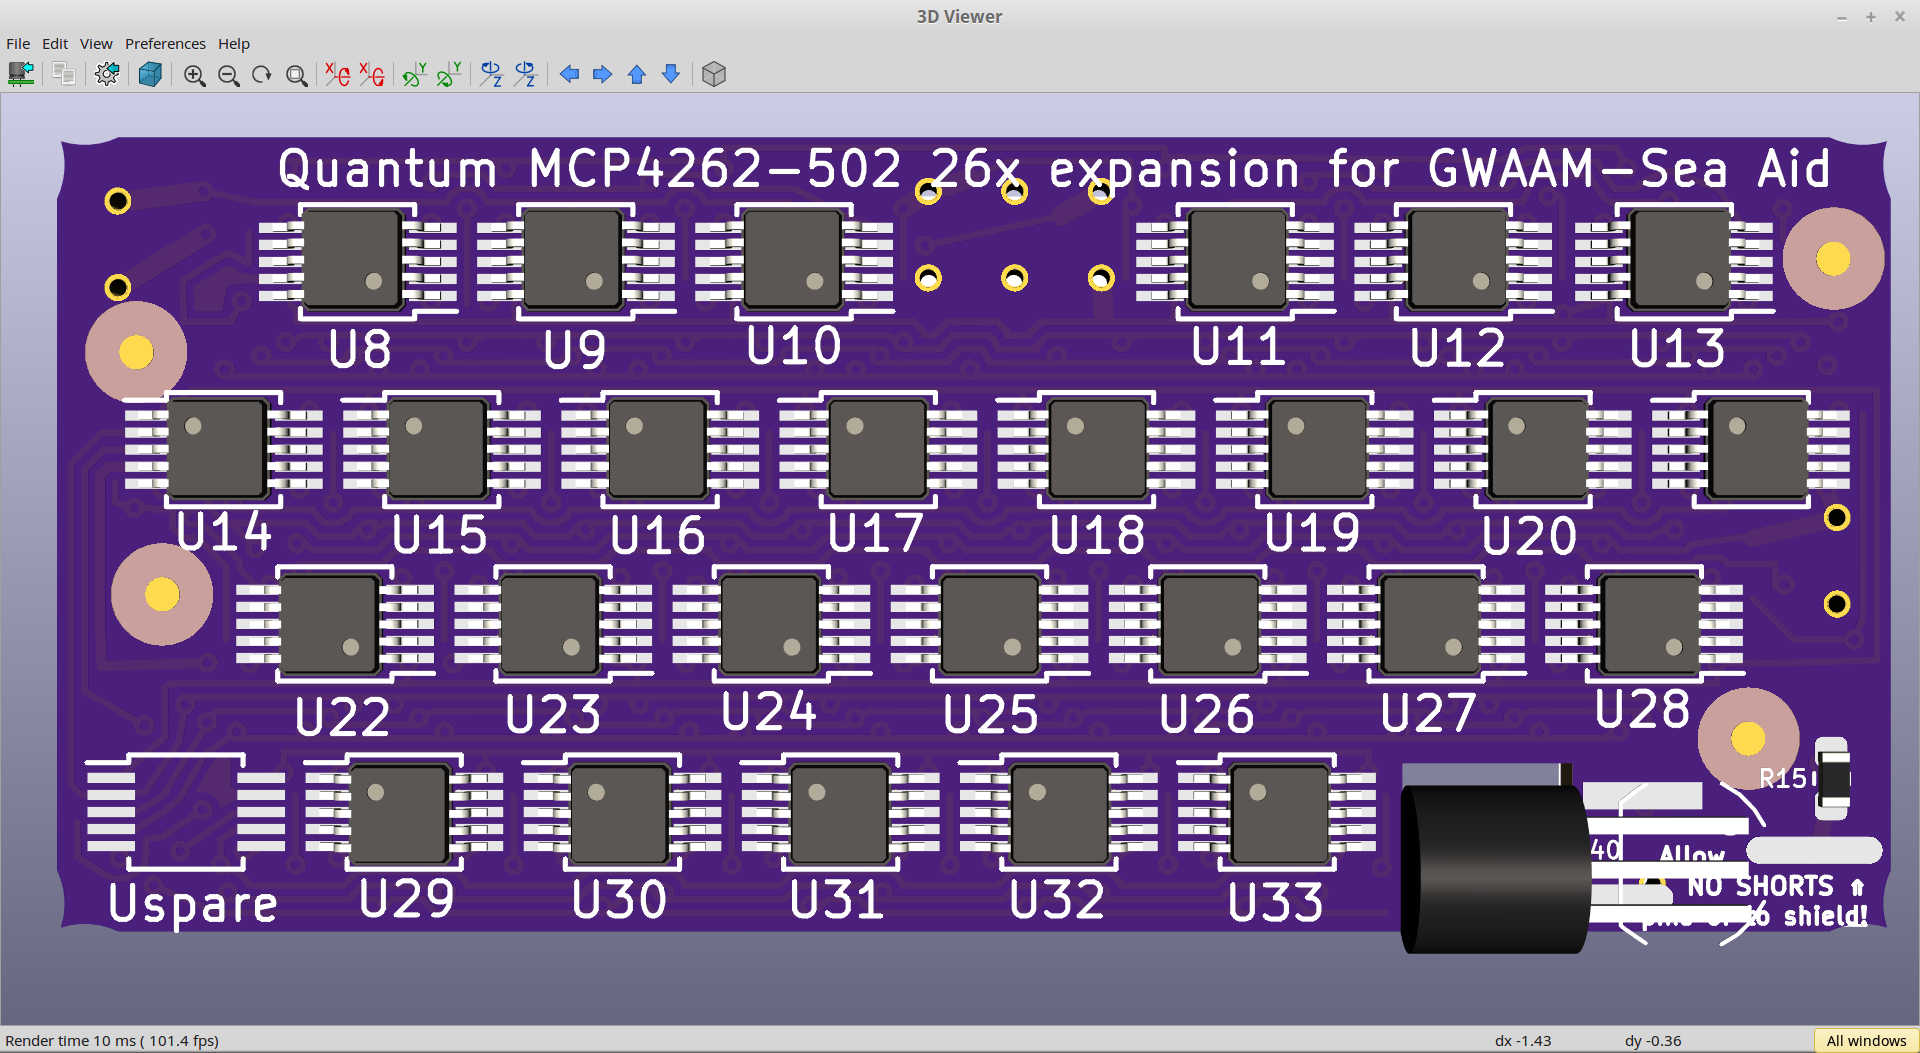 3D Viewer
File Edit View Preferences Help
Quantum MCP4262-502 26x expansion for GWAAM-Sea Aid
U8 U9 U10 U11 U12 U13
U14 U15 U16 U17 U18 U19 U20
U22 U23 U24 U25 U26 U27 U28
R15
40 Allow
NO SHORTS ⇑
shield!
Uspare U29 U30 U31 U32 U33
Render time 10 ms ( 101.4 fps) dx -1.43 dy -0.36 All windows